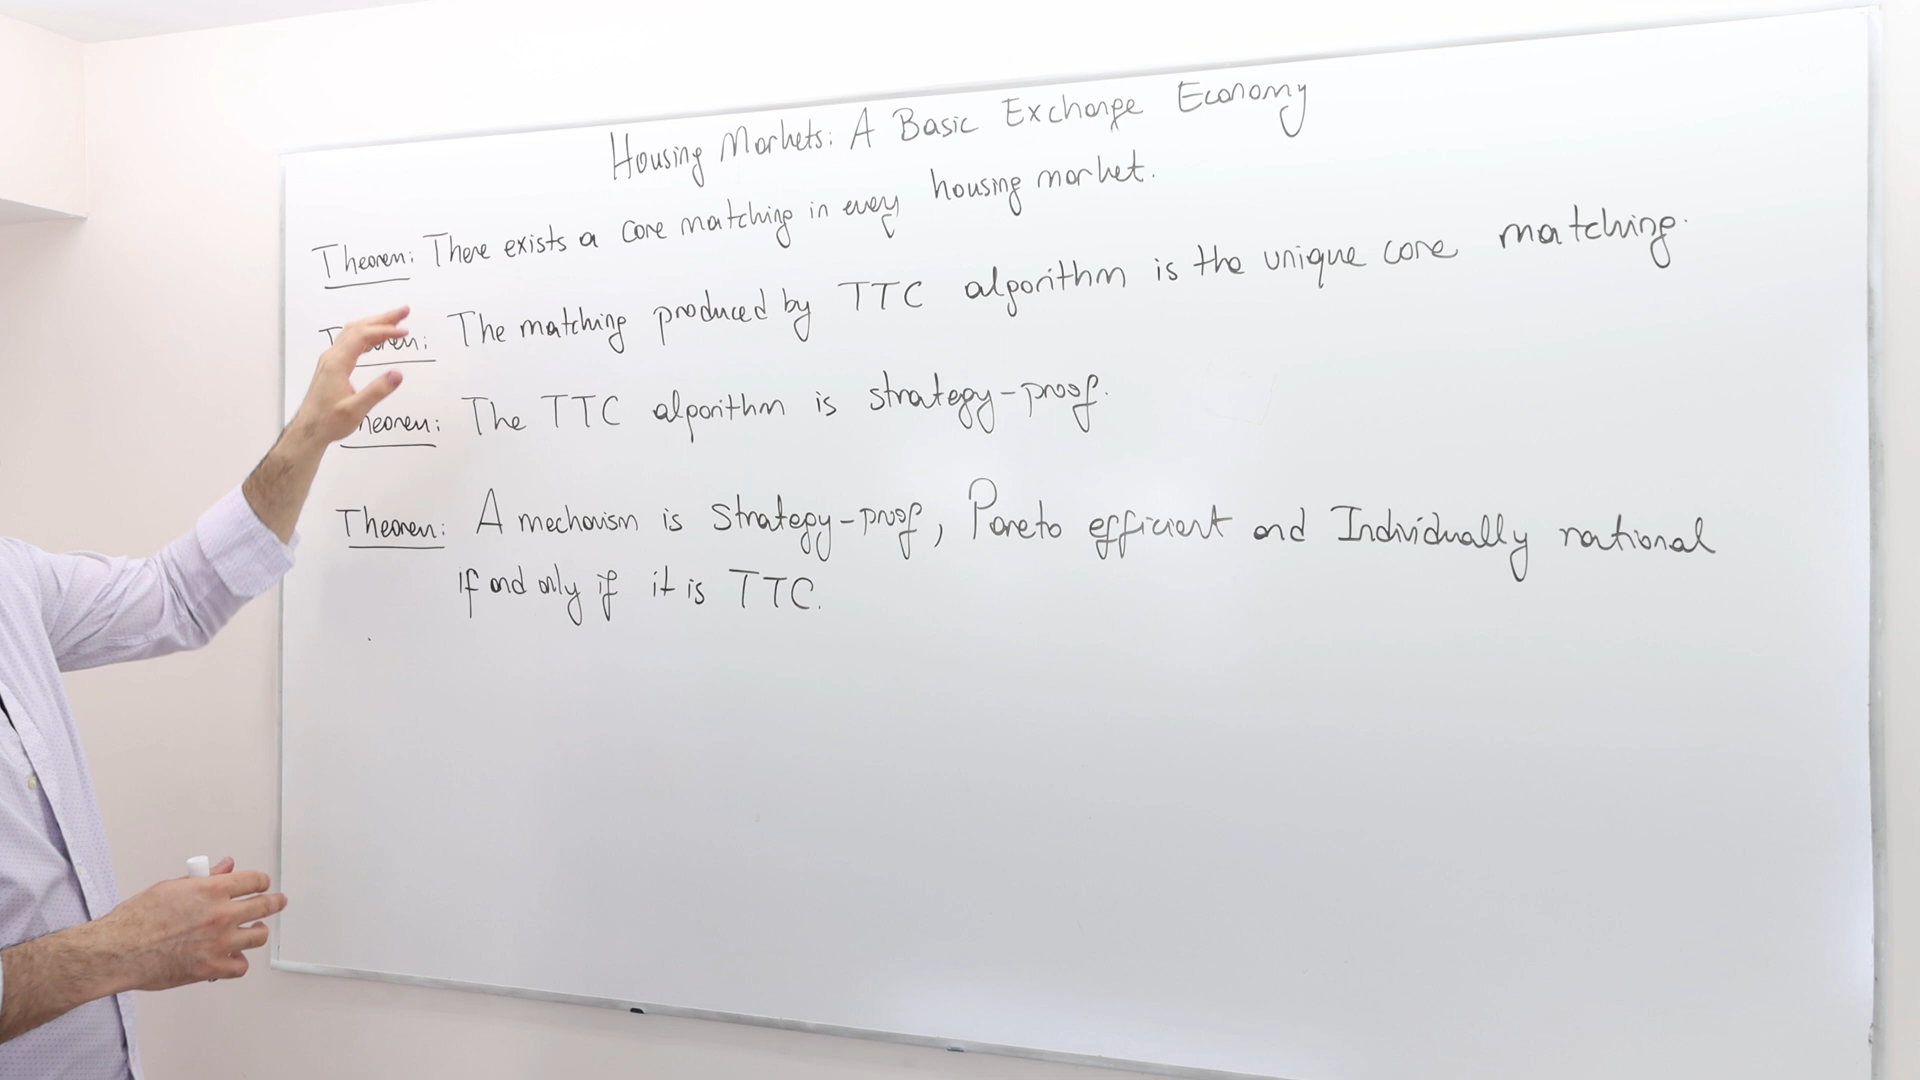 Housing Markets: A Basic Exchange Economy
Theorem: There exists a core matching in every housing market.
The matching produced by TTC algorithm is the unique core matching.
Theorem: The TTC algorithm is strategy-proof.
Theorem: A mechanism is strategy-proof, Pareto efficient and Individually rational
if and only if it is TTC.